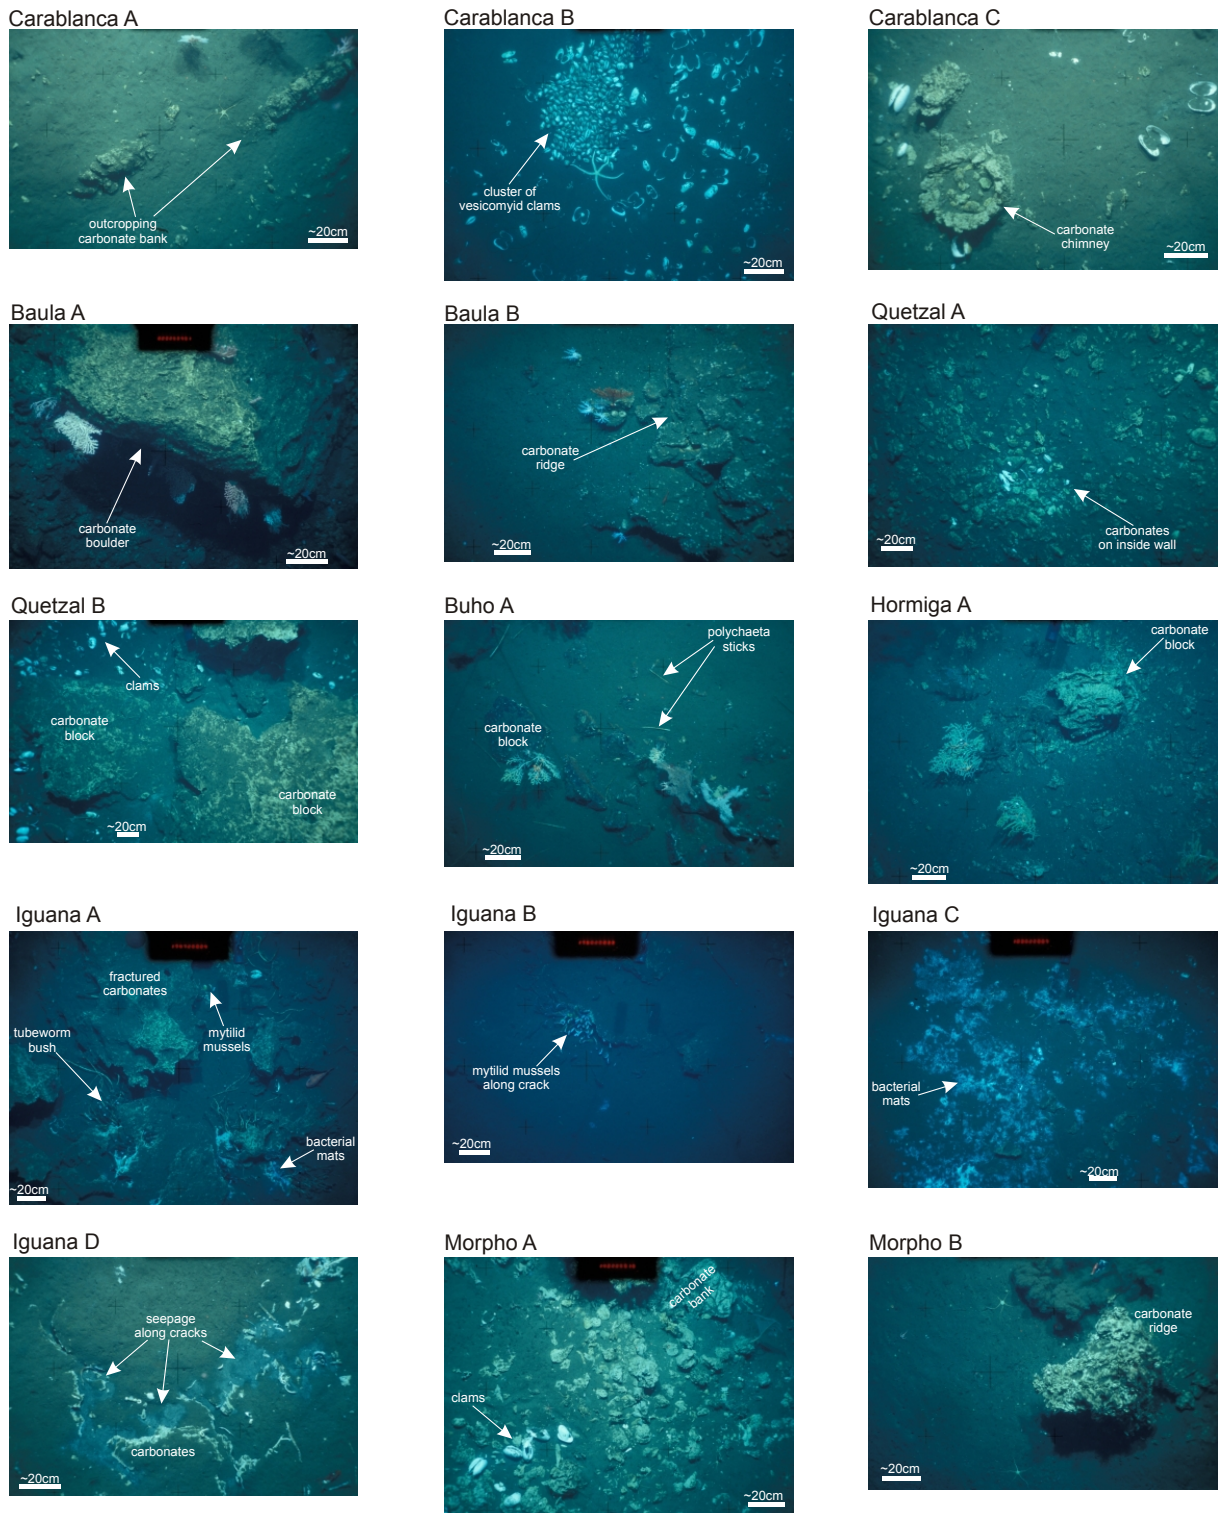 Carablanca A
outcropping
carbonate bank
~20cm
Carablanca B
cluster of
vesicomyid clams
~20cm
Carablanca C
carbonate
chimney
~20cm
Baula A
carbonate
boulder
~20cm
Baula B
carbonate
ridge
~20cm
Quetzal A
carbonates
on inside wall
~20cm
Quetzal B
clams
carbonate
block
carbonate
block
~20cm
Buho A
polychaeta
sticks
carbonate
block
~20cm
Hormiga A
carbonate
block
~20cm
Iguana A
fractured
carbonates
tubeworm
bush
mytilid
mussels
bacterial
mats
~20cm
Iguana B
mytilid mussels
along crack
~20cm
Iguana C
bacterial
mats
~20cm
Iguana D
seepage
along cracks
carbonates
~20cm
Morpho A
carbonate
bank
clams
~20cm
Morpho B
carbonate
ridge
~20cm